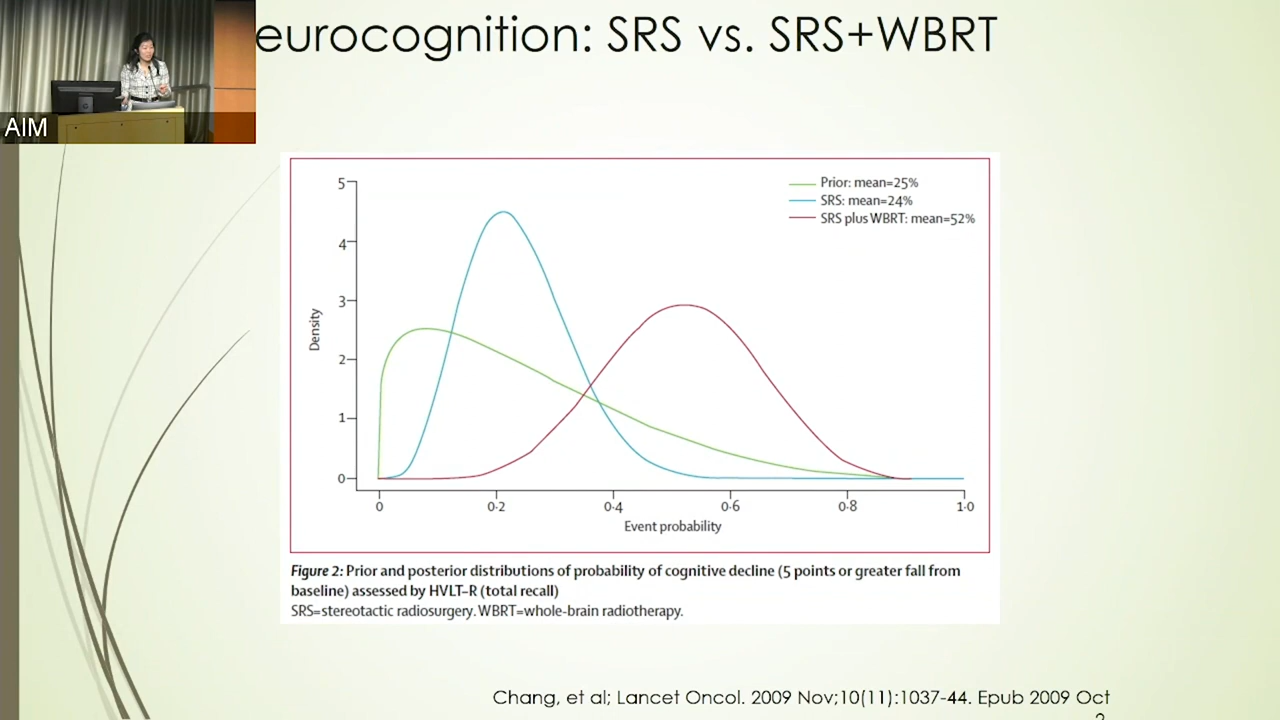 eurocognition: SRS vs. SRS+WBRT
AIM
5
4
3
2
1
0
Density
Prior: mean=25%
SRS: mean=24%
SRS plus WBRT: mean=52%
0 0·2 0·4 0·6 0·8 1·0
Event probability
Figure 2: Prior and posterior distributions of probability of cognitive decline (5 points or greater fall from
baseline) assessed by HVLT–R (total recall)
SRS=stereotactic radiosurgery. WBRT=whole-brain radiotherapy.
Chang, et al; Lancet Oncol. 2009 Nov;10(11):1037-44. Epub 2009 Oct